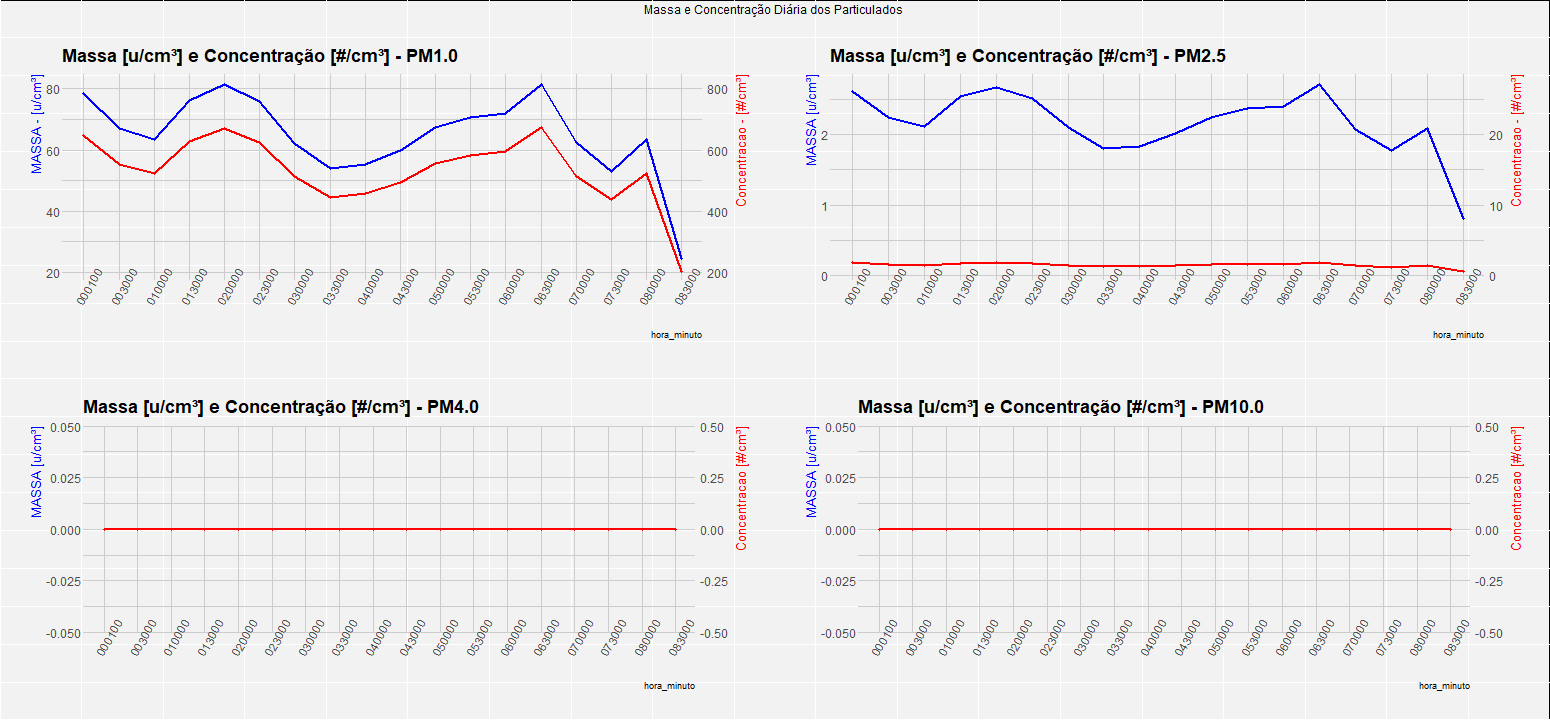 Massa e Concentração Diária dos Particulados
Massa [u/cm³] e Concentração [#/cm³] - PM1.0
MASSA - [u/cm³]
80
60
40
20
800
600
400
200
Concentracao - [#/cm³]
000100 003000 010000 013000 020000 023000 030000 033000 040000 043000 050000 053000 060000 063000 070000 073000 080000 083000
hora_minuto
Massa [u/cm³] e Concentração [#/cm³] - PM2.5
MASSA [u/cm³]
2
1
0
20
10
0
Concentracao - [#/cm³]
000100 003000 010000 013000 020000 023000 030000 033000 040000 043000 050000 053000 060000 063000 070000 073000 080000 083000
hora_minuto
Massa [u/cm³] e Concentração [#/cm³] - PM4.0
MASSA [u/cm³]
0.050
0.025
0.000
-0.025
-0.050
0.50
0.25
0.00
-0.25
-0.50
Concentracao [#/cm³]
000100 003000 010000 013000 020000 023000 030000 033000 040000 043000 050000 053000 060000 063000 070000 073000 080000 083000
hora_minuto
Massa [u/cm³] e Concentração [#/cm³] - PM10.0
MASSA [u/cm³]
0.050
0.025
0.000
-0.025
-0.050
0.50
0.25
0.00
-0.25
-0.50
Concentracao [#/cm³]
000100 003000 010000 013000 020000 023000 030000 033000 040000 043000 050000 053000 060000 063000 070000 073000 080000 083000
hora_minuto